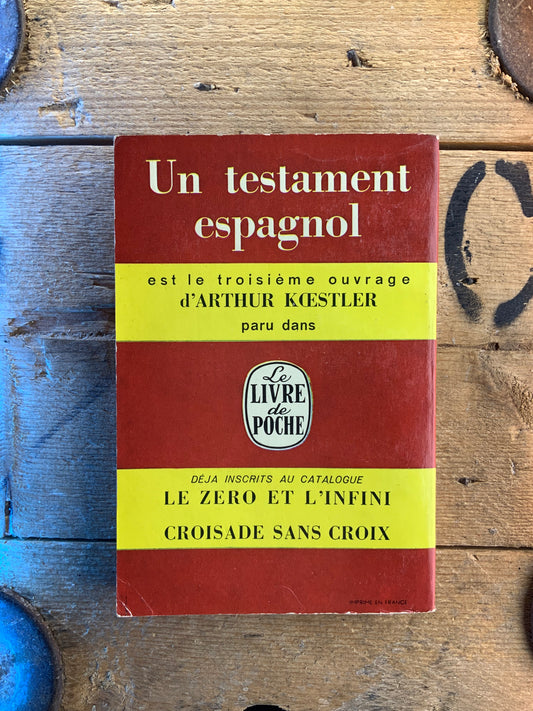 Un testament
espagnol
est le troisième ouvrage
d'ARTHUR KŒSTLER
paru dans
Le
LIVRE
de
POCHE
DÉJA INSCRITS AU CATALOGUE
LE ZERO ET L'INFINI
CROISADE SANS CROIX
IMPRIMÉ EN FRANCE